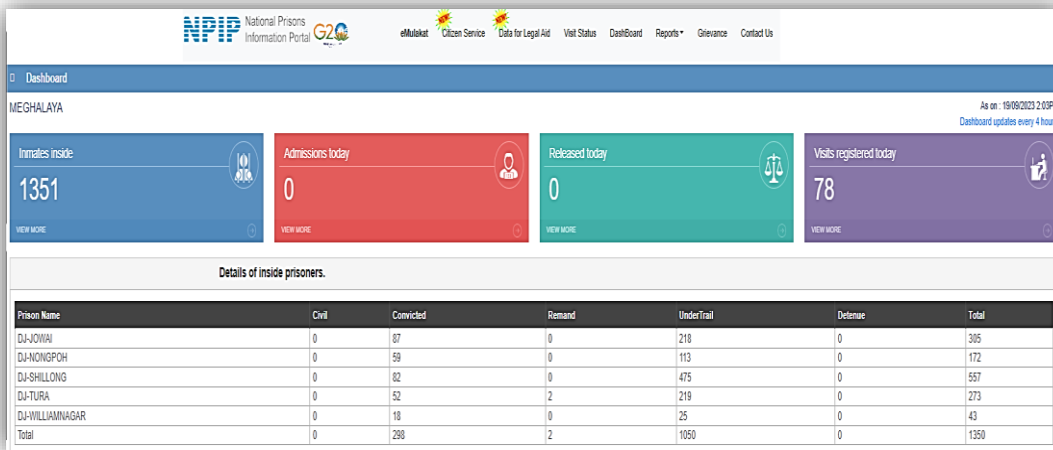 NPIP National Prisons Information Portal G20 eMulakat NEW Citizen Service NEW Data for Legal Aid Visit Status DashBoard Reports Grievance Contact Us
Dashboard
MEGHALAYA As on : 19/09/2023 2:03P
Dashboard updates every 4 hour
Inmates inside Admissions today Released today Visits registered today
1351 0 0 78
VIEW MORE VIEW MORE VIEW MORE VIEW MORE
Details of inside prisoners.
Prison Name Civil Convicted Remand UnderTrail Detenue Total
DJ-JOWAI 0 87 0 218 0 305
DJ-NONGPOH 0 59 0 113 0 172
DJ-SHILLONG 0 82 0 475 0 557
DJ-TURA 0 52 2 219 0 273
DJ-WILLIAMNAGAR 0 18 0 25 0 43
Total 0 298 2 1050 0 1350